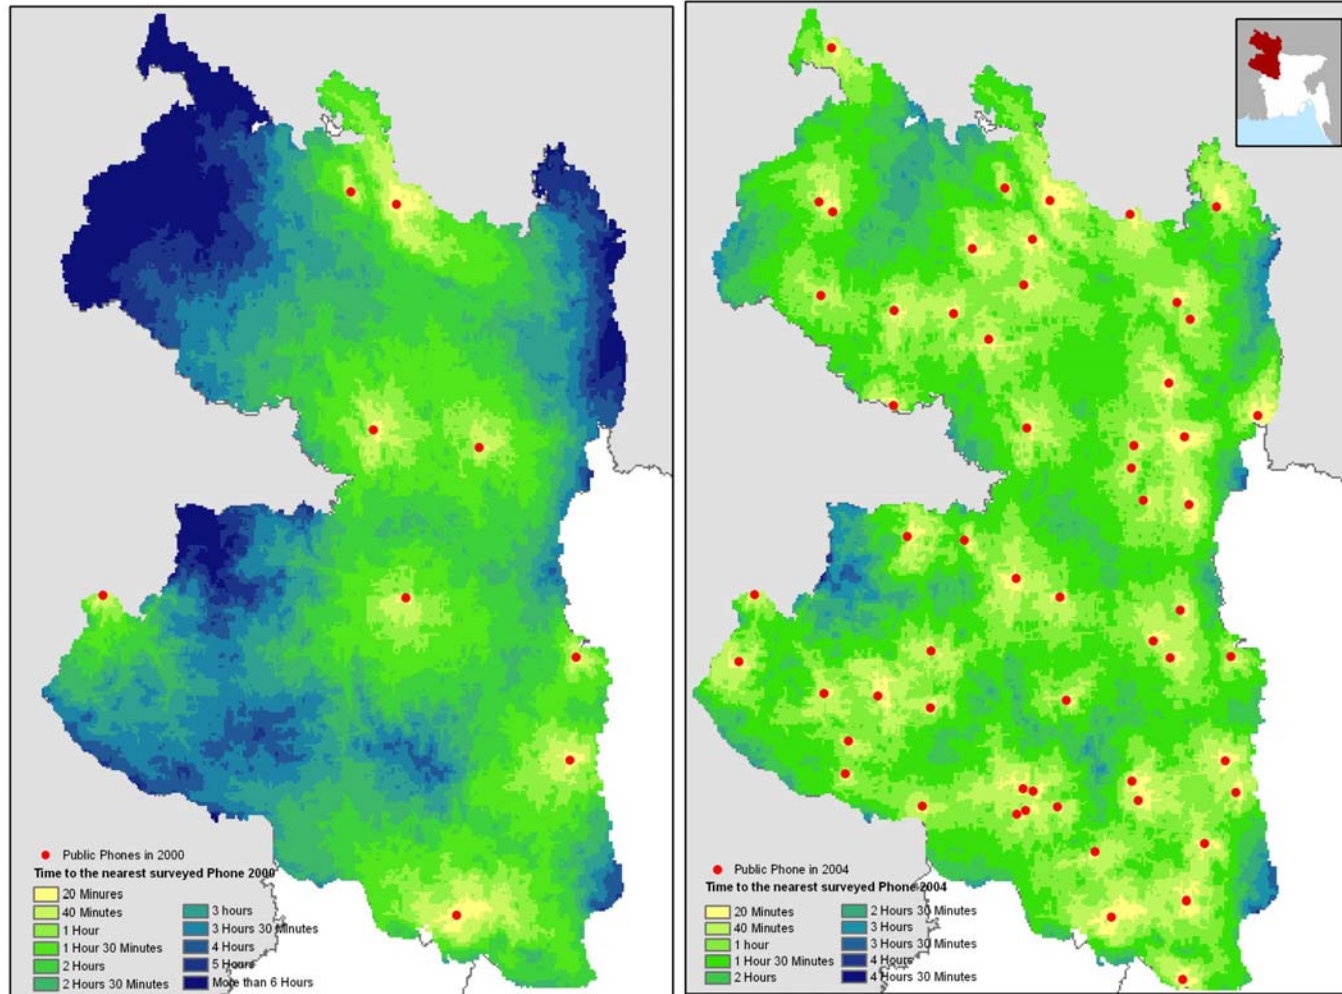 Public Phones in 2000
Time to the nearest surveyed Phone 2000
20 Minures
40 Minutes
1 Hour
1 Hour 30 Minutes
2 Hours
2 Hours 30 Minutes
3 hours
3 Hours 30 Minutes
4 Hours
5 Hours
More than 6 Hours
Public Phone in 2004
Time to the nearest surveyed Phone 2004
20 Minutes
40 Minutes
1 hour
1 Hour 30 Minutes
2 Hours
2 Hours 30 Minutes
3 Hours
3 Hours 30 Minutes
4 Hours
4 Hours 30 Minutes